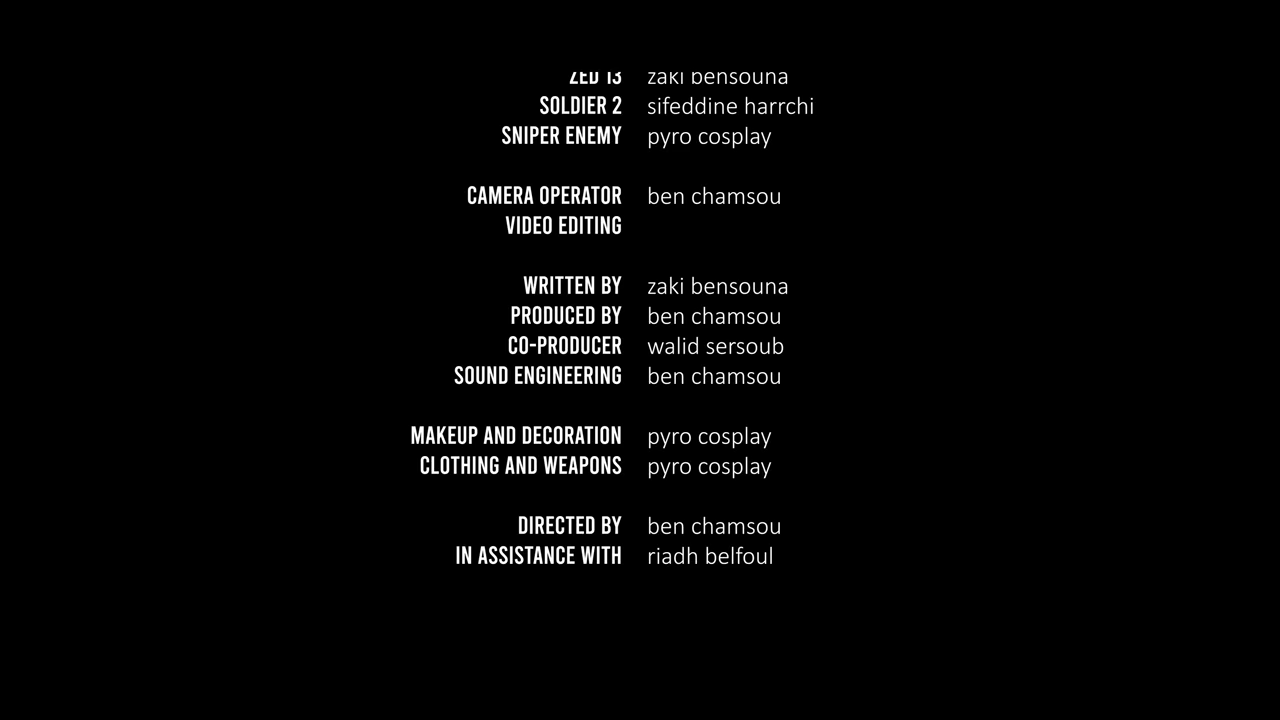 ZED 13 zaki bensouna
SOLDIER 2 sifeddine harrchi
SNIPER ENEMY pyro cosplay
CAMERA OPERATOR ben chamsou
VIDEO EDITING
WRITTEN BY zaki bensouna
PRODUCED BY ben chamsou
CO-PRODUCER walid sersoub
SOUND ENGINEERING ben chamsou
MAKEUP AND DECORATION pyro cosplay
CLOTHING AND WEAPONS pyro cosplay
DIRECTED BY ben chamsou
IN ASSISTANCE WITH riadh belfoul